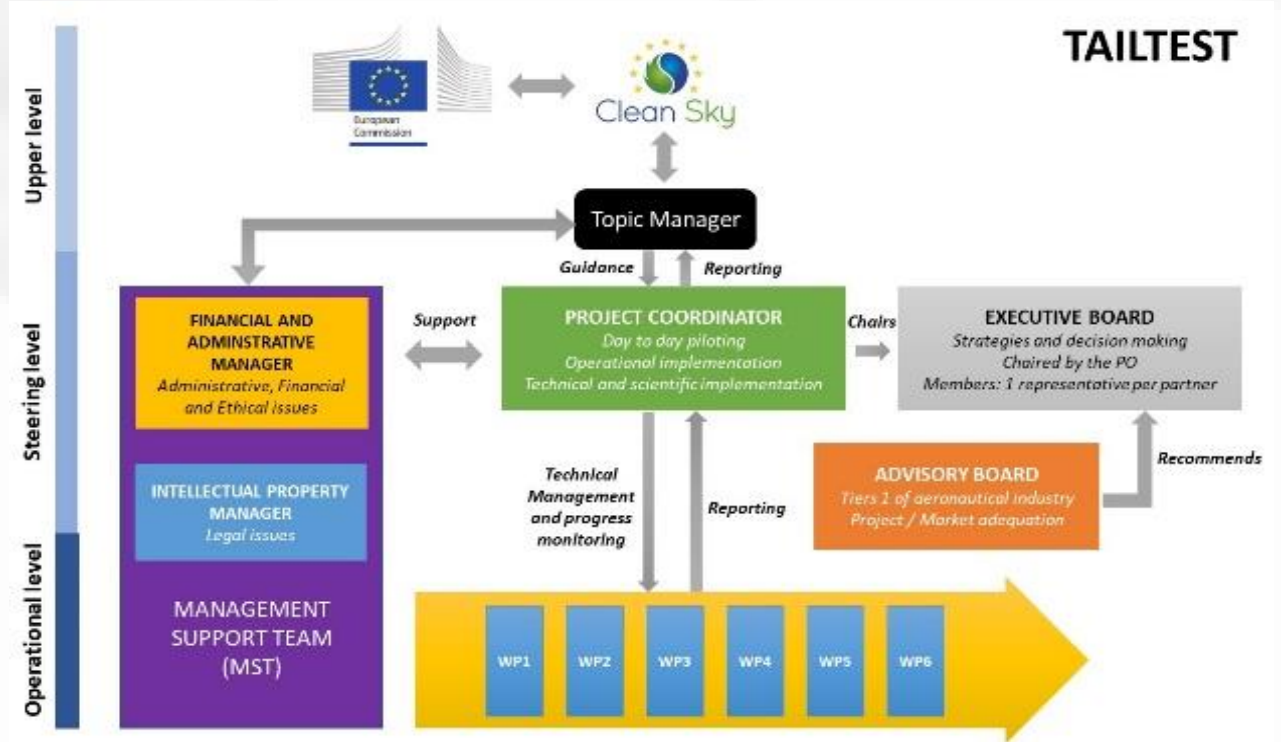 TAILTEST
Upper level
European
Commission
Clean Sky
Topic Manager
Guidance
Reporting
Steering level
FINANCIAL AND
ADMINSTRATIVE
MANAGER
Administrative, Financial
and Ethical issues
Support
PROJECT COORDINATOR
Day to day piloting
Operational implementation
Technical and scientific implementation
Chairs
EXECUTIVE BOARD
Strategies and decision making
Chaired by the PO
Members: 1 representative per partner
INTELLECTUAL PROPERTY
MANAGER
Legal issues
Technical
Management
and progress
monitoring
Reporting
ADVISORY BOARD
Tiers 1 of aeronautical industry
Project / Market adequation
Recommends
Operational level
MANAGEMENT
SUPPORT TEAM
(MST)
WP1
WP2
WP3
WP4
WP5
WP6